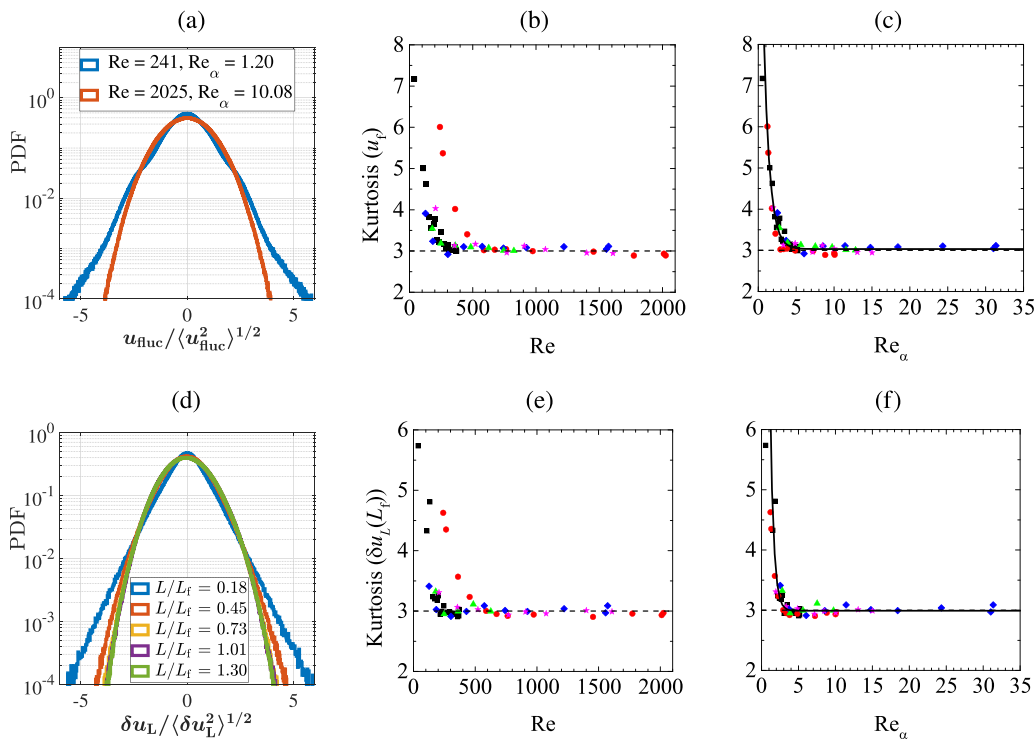 (a)
Re = 241, Re_α = 1.20
Re = 2025, Re_α = 10.08
10^0
10^-2
10^-4
PDF
-5 0 5
u_fluc/⟨u²_fluc⟩^1/2
(b)
8
7
6
5
4
3
2
Kurtosis (u_f)
0 500 1000 1500 2000
Re
(c)
8
7
6
5
4
3
2
0 5 10 15 20 25 30 35
Re_α
(d)
10^0
10^-1
10^-2
10^-3
10^-4
PDF
L/L_f = 0.18
L/L_f = 0.45
L/L_f = 0.73
L/L_f = 1.01
L/L_f = 1.30
-5 0 5
δu_L/⟨δu²_L⟩^1/2
(e)
6
5
4
3
2
Kurtosis (δu_L(L_f))
0 500 1000 1500 2000
Re
(f)
6
5
4
3
2
0 5 10 15 20 25 30 35
Re_α